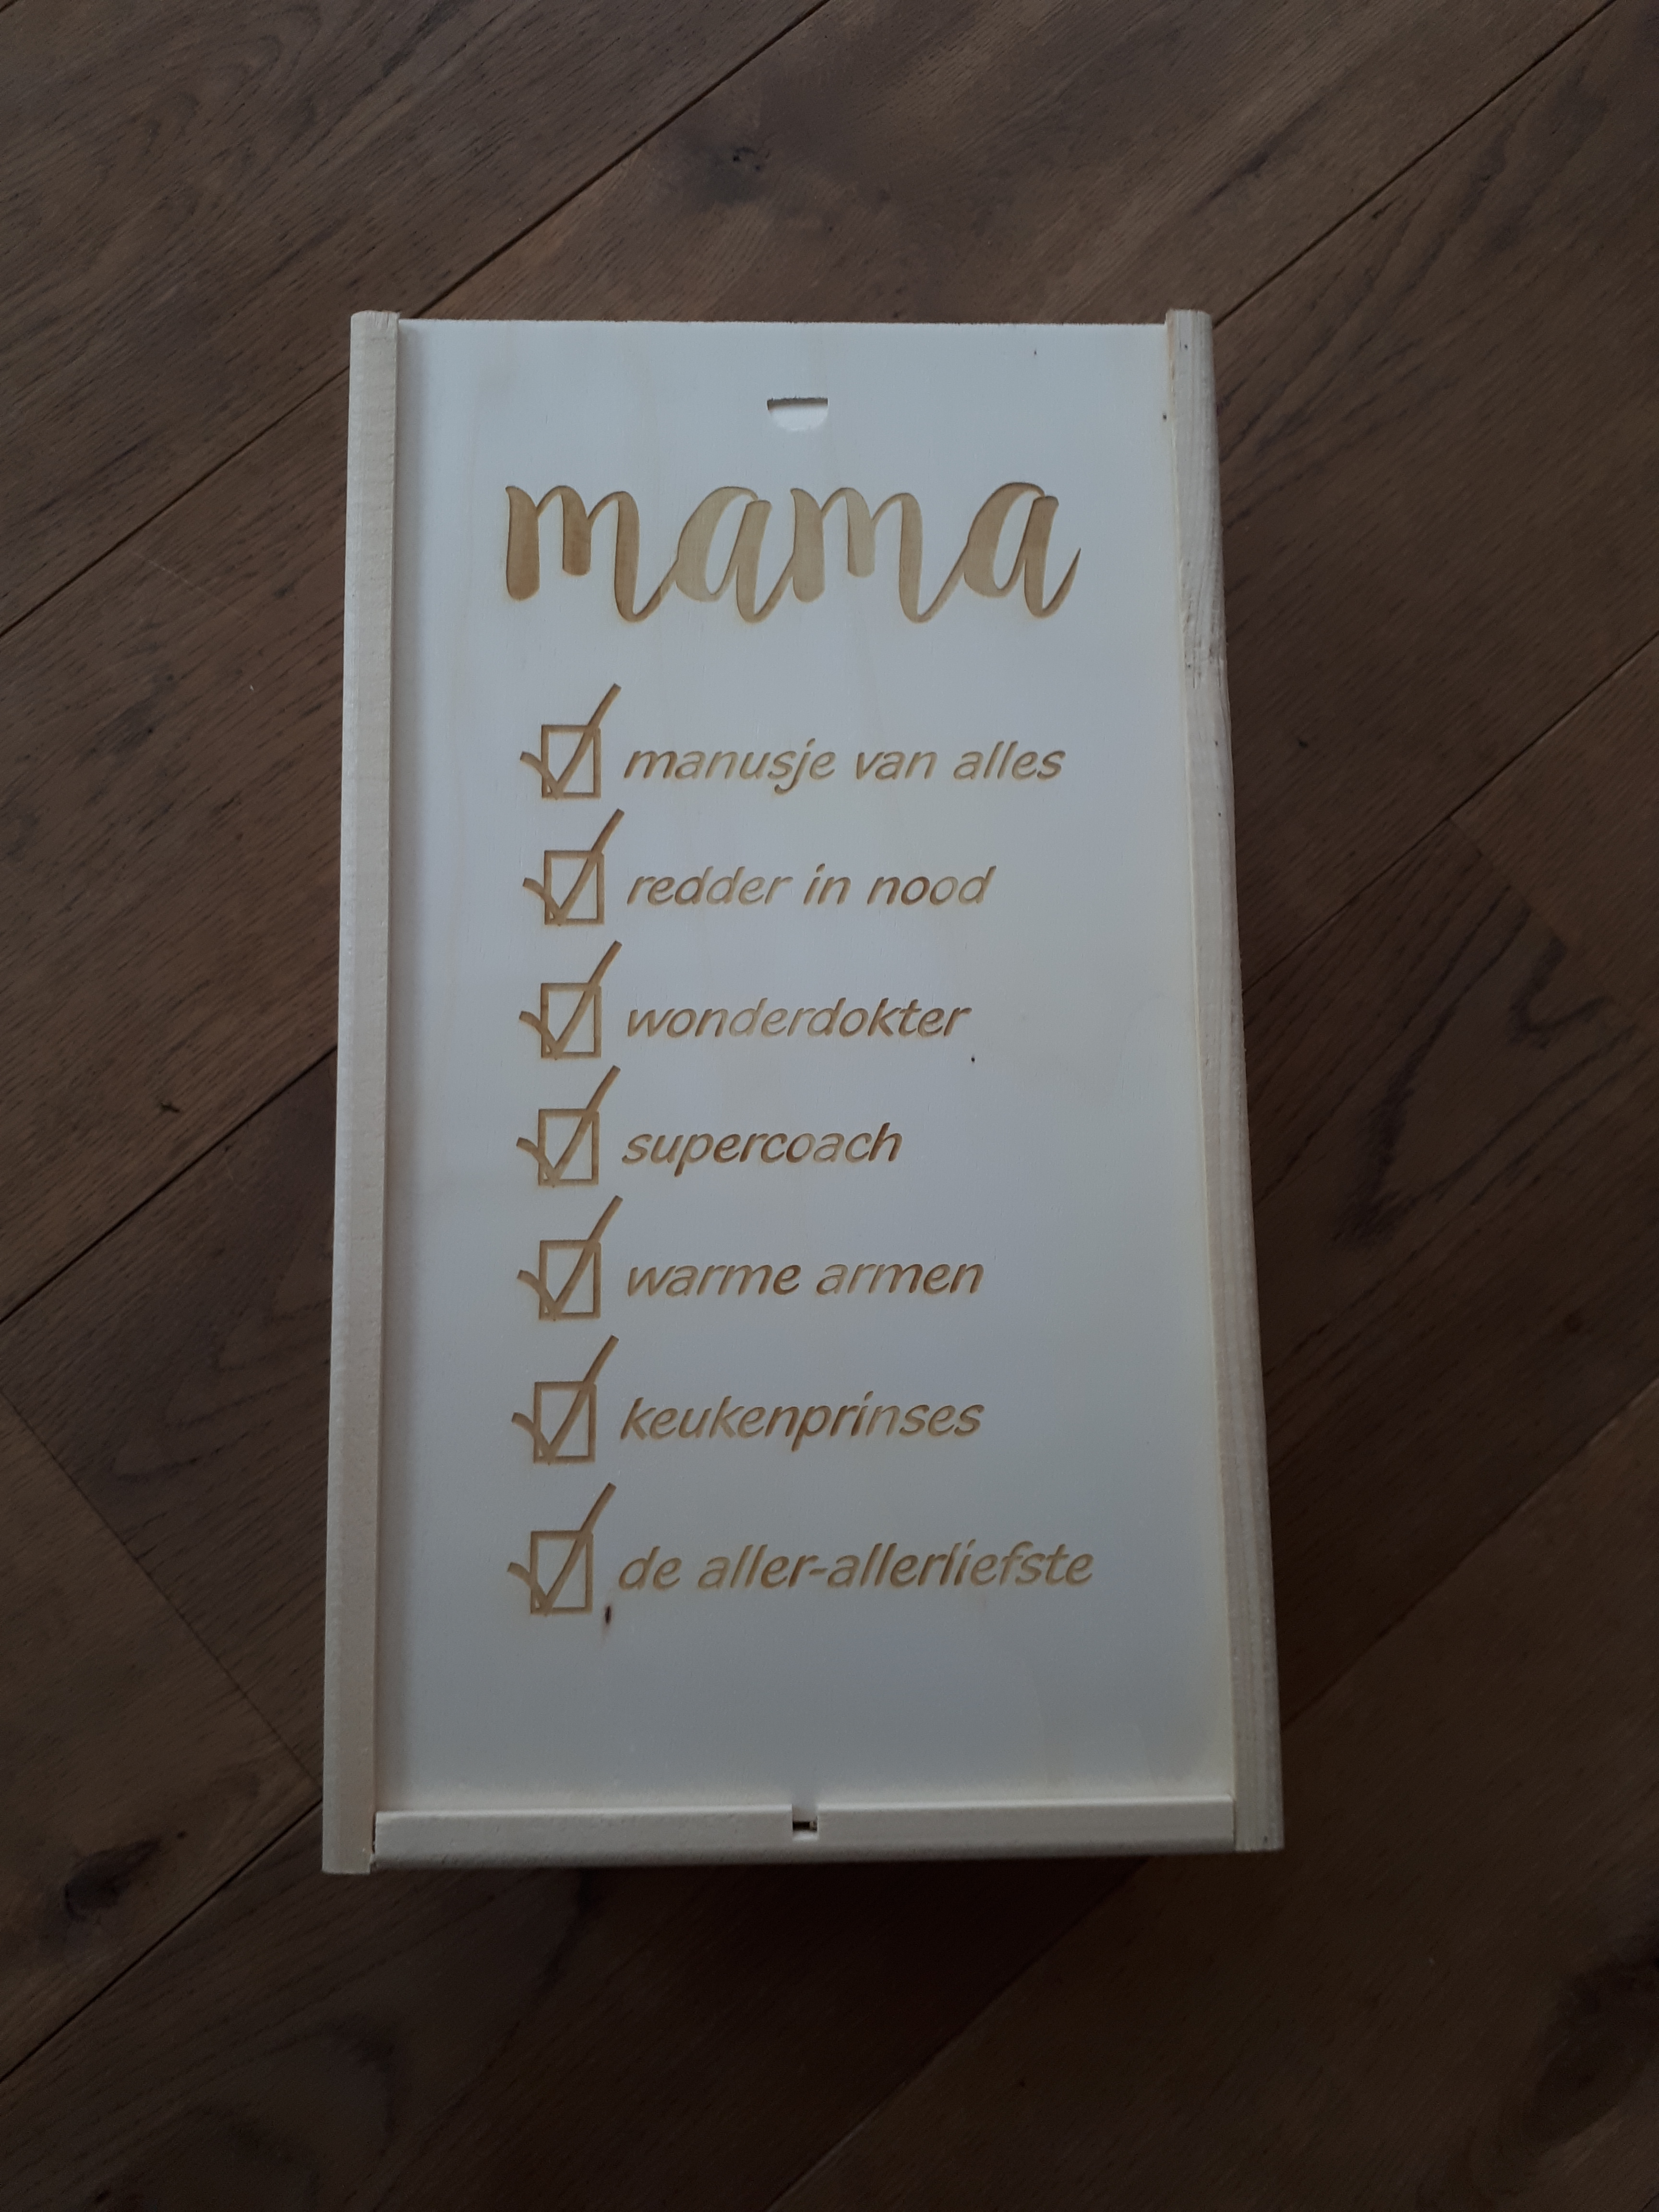 mama
manusje van alles
redder in nood
wonderdokter
supercoach
warme armen
keukenprinses
de aller-allerliefste